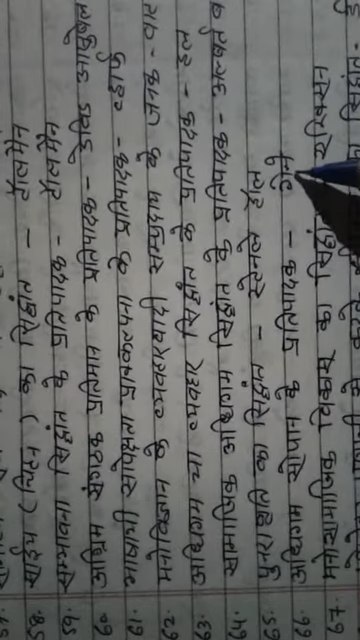 58. साईन (चिह्न) का सिद्धांत - टॉलमैन
59. सम्भावना सिद्धांत के प्रतिपादक - टॉलमैन
60. अग्रिम संगठक प्रतिमान के प्रतिपादक - डेविड आसुबेल
61. भाषायी सापेक्षता प्राक्कल्पना के प्रतिपादक - व्हार्फ
62. मनोविज्ञान के व्यवहारवादी सम्प्रदाय के जनक -
63. अधिगम या व्यवहार सिद्धांत के प्रतिपादक - हल
64. सामाजिक अधिगम सिद्धांत के प्रतिपादक - अल्बर्ट ब
65. पुनरावृत्ति का सिद्धांत - स्टेनले हॉल
66. अधिगम सोपान के प्रतिपादक - गेने
67. मनोसामाजिक विकास का सिद्धांत एरिक्सन